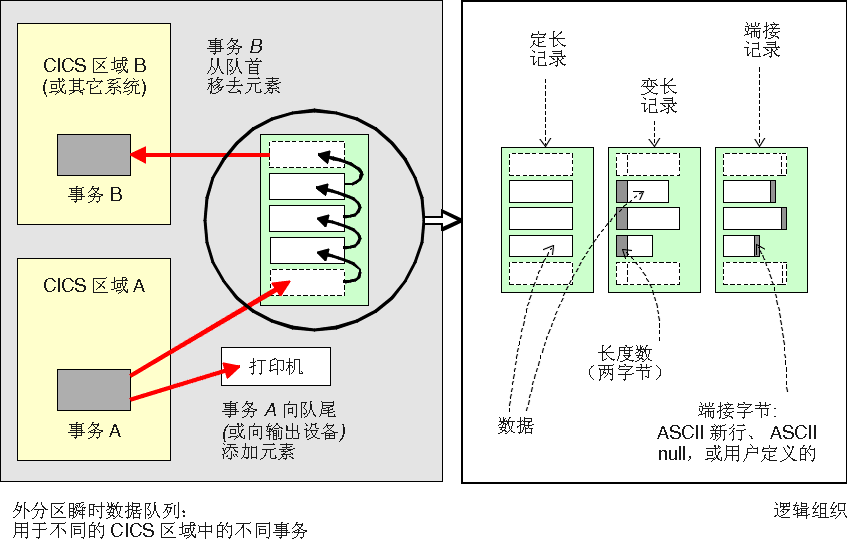 CICS 区域 B
(或其它系统)
事务 B
事务 B
从队首
移去元素
CICS 区域 A
事务 A
打印机
事务 A 向队尾
(或向输出设备)
添加元素
定长
记录
变长
记录
端接
记录
数据
长度数
（两字节）
端接字节:
ASCII 新行、 ASCII
null，或用户定义的
外分区瞬时数据队列：
用于不同的 CICS 区域中的不同事务
逻辑组织